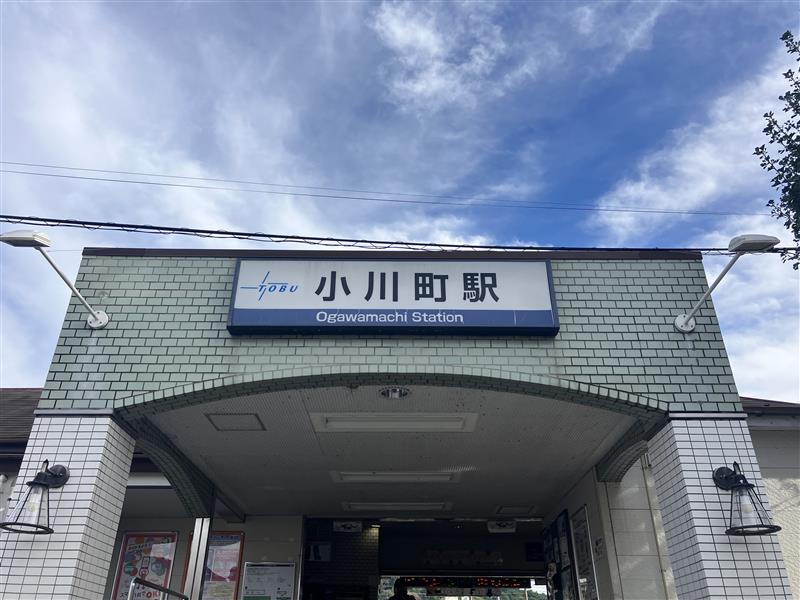 TOBU
小川町駅
Ogawamachi Station